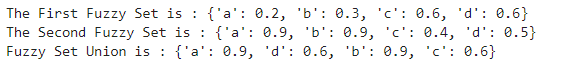 The First Fuzzy Set is : {'a': 0.2, 'b': 0.3, 'c': 0.6, 'd': 0.6}
The Second Fuzzy Set is : {'a': 0.9, 'b': 0.9, 'c': 0.4, 'd': 0.5}
Fuzzy Set Union is : {'a': 0.9, 'd': 0.6, 'b': 0.9, 'c': 0.6}